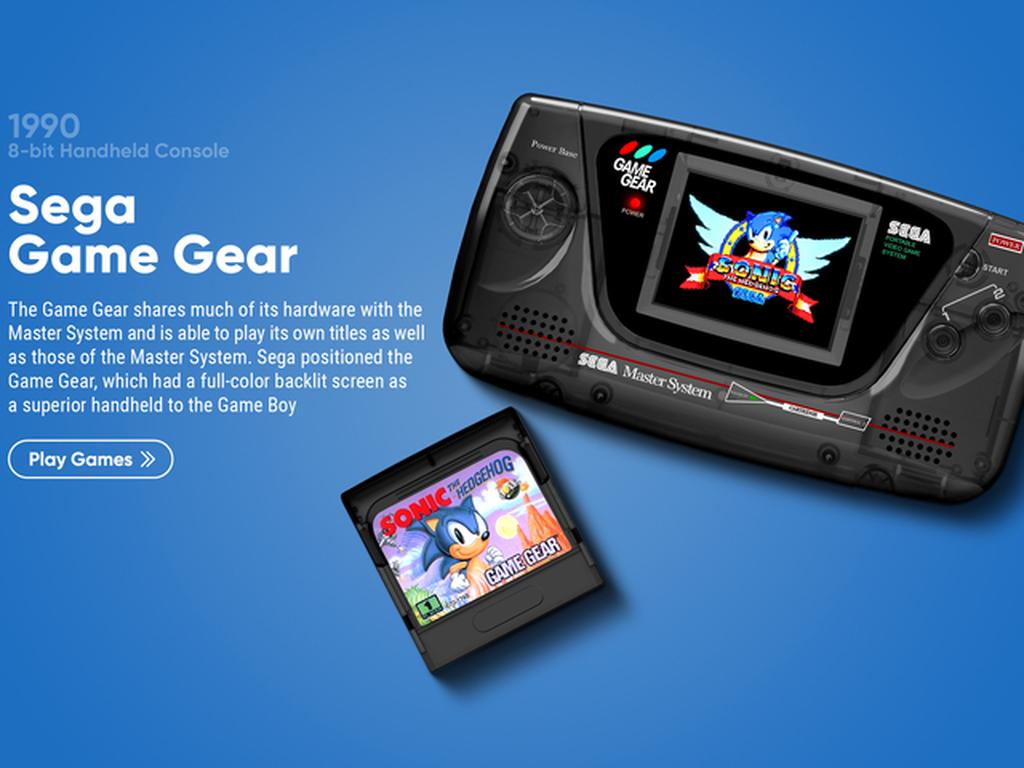 1990
8-bit Handheld Console
Sega
Game Gear
The Game Gear shares much of its hardware with the
Master System and is able to play its own titles as well
as those of the Master System. Sega positioned the
Game Gear, which had a full-color backlit screen as
a superior handheld to the Game Boy
Play Games
Power Base
GAME
GEAR
POWER
SONIC
THE HEDGEHOG
SEGA
SEGA
PORTABLE
VIDEO GAME
SYSTEM
POWER
START
SEGA Master System
SONIC THE HEDGEHOG
GAME GEAR
1